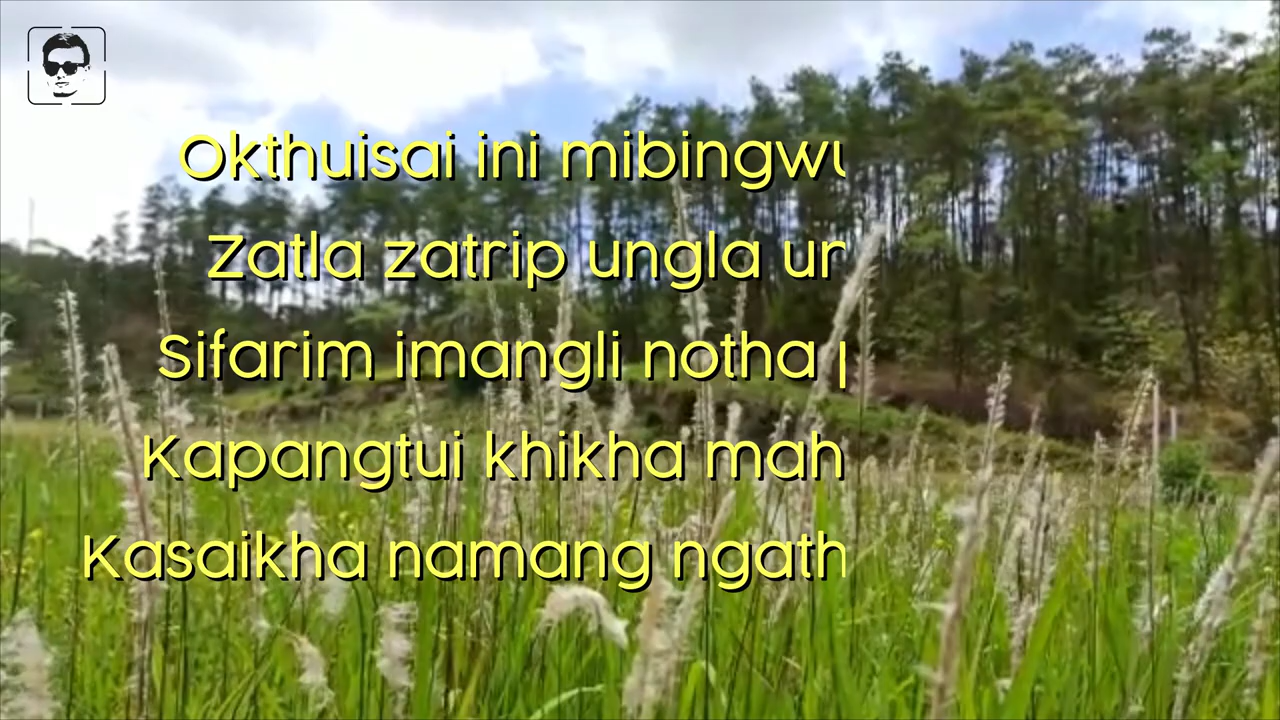 Okthuisai ini
Zatla zatrip ungla
Sifarim imangli notha
Kapangtui khikha
Kasaikha namang